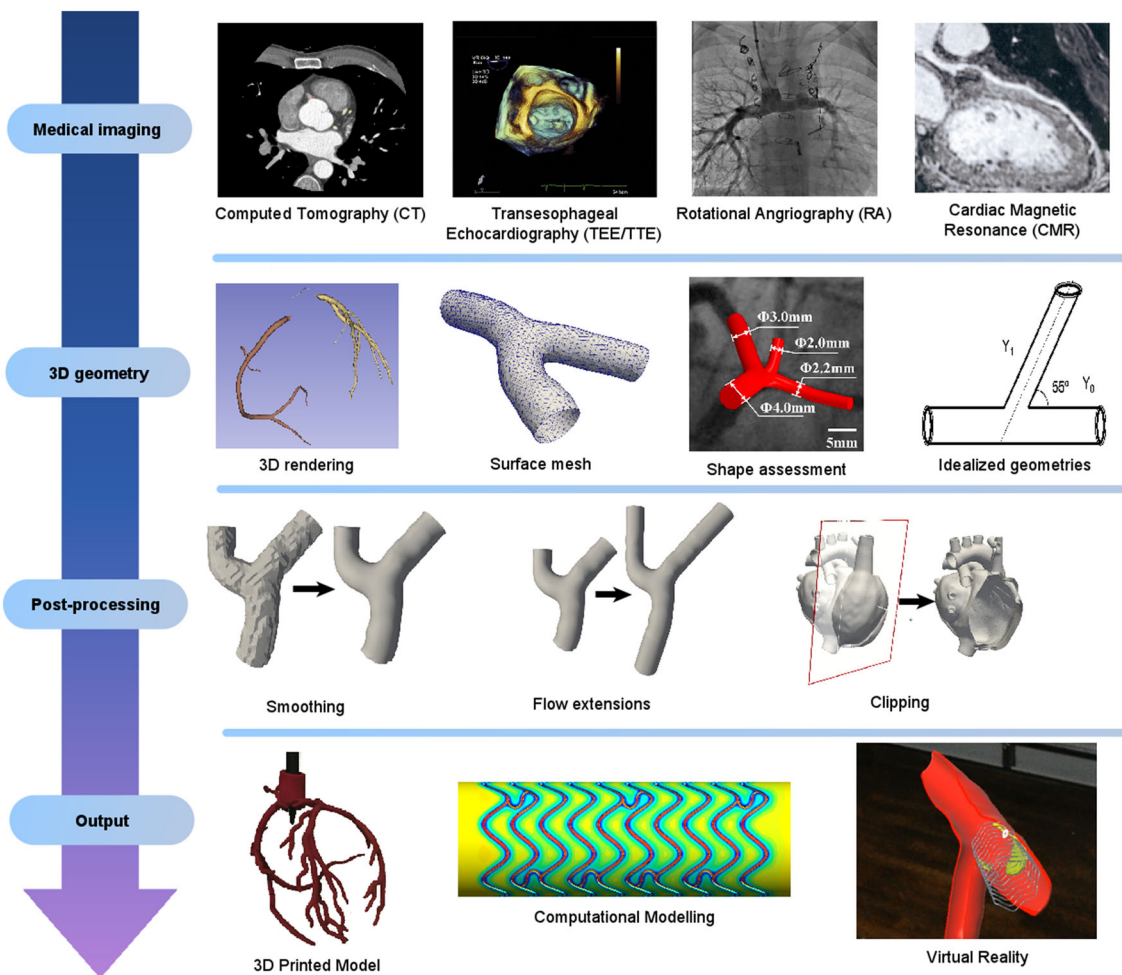 Medical imaging
Computed Tomography (CT)
Transesophageal
Echocardiography (TEE/TTE)
Rotational Angriography (RA)
Cardiac Magnetic
Resonance (CMR)
3D geometry
Φ3.0mm
Φ2.0mm
Φ2.2mm
Φ4.0mm
5mm
Y1
55º
Y0
3D rendering
Surface mesh
Shape assessment
Idealized geometries
Post-processing
Smoothing
Flow extensions
Clipping
Output
3D Printed Model
Computational Modelling
Virtual Reality